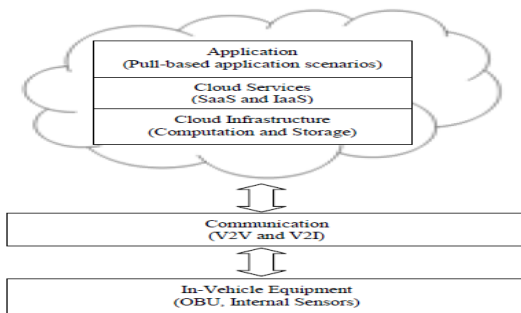 Application
(Pull-based application scenarios)
Cloud Services
(SaaS and IaaS)
Cloud Infrastructure
(Computation and Storage)
Communication
(V2V and V2I)
In-Vehicle Equipment
(OBU, Internal Sensors)